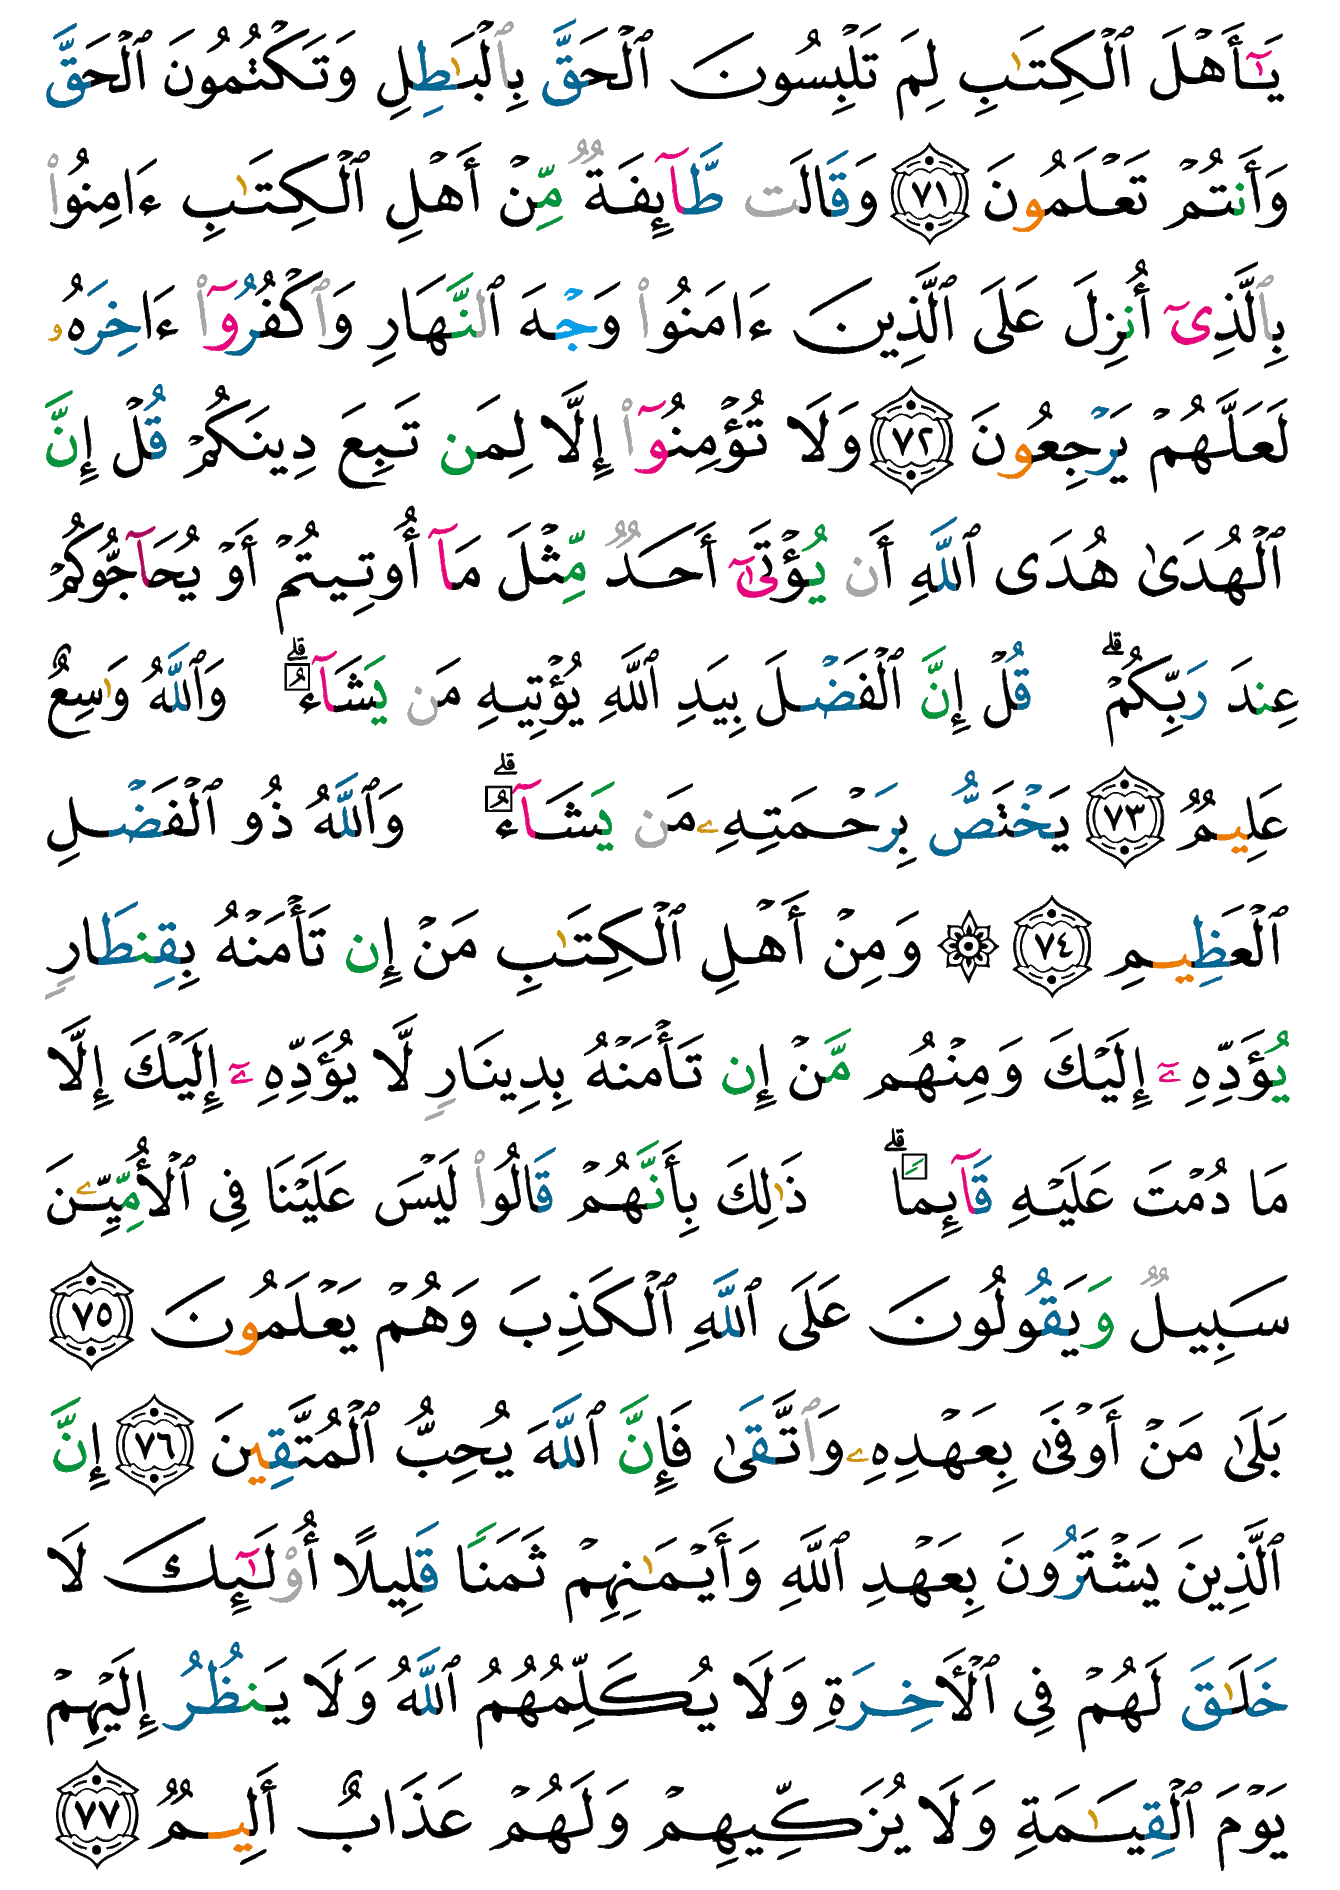 يَـٰٓأَهْلَ ٱلْكِتَـٰبِ لِمَ تَلْبِسُونَ ٱلْحَقَّ بِٱلْبَـٰطِلِ وَتَكْتُمُونَ ٱلْحَقَّ
وَأَنتُمْ تَعْلَمُونَ ٧١ وَقَالَت طَّآئِفَةٌ مِّنْ أَهْلِ ٱلْكِتَـٰبِ ءَامِنُوا۟
بِٱلَّذِىٓ أُنزِلَ عَلَى ٱلَّذِينَ ءَامَنُوا۟ وَجْهَ ٱلنَّهَارِ وَٱكْفُرُوٓا۟ ءَاخِرَهُۥ
لَعَلَّهُمْ يَرْجِعُونَ ٧٢ وَلَا تُؤْمِنُوٓا۟ إِلَّا لِمَن تَبِعَ دِينَكُمْ قُلْ إِنَّ
ٱلْهُدَىٰ هُدَى ٱللَّهِ أَن يُؤْتَىٰٓ أَحَدٌ مِّثْلَ مَآ أُوتِيتُمْ أَوْ يُحَآجُّوكُمْ
عِندَ رَبِّكُمْ ۗ قُلْ إِنَّ ٱلْفَضْلَ بِيَدِ ٱللَّهِ يُؤْتِيهِ مَن يَشَآءُ ۗ وَٱللَّهُ وَٰسِعٌ
عَلِيمٌ ٧٣ يَخْتَصُّ بِرَحْمَتِهِۦ مَن يَشَآءُ ۗ وَٱللَّهُ ذُو ٱلْفَضْلِ
ٱلْعَظِيمِ ٧٤ ۞ وَمِنْ أَهْلِ ٱلْكِتَـٰبِ مَنْ إِن تَأْمَنْهُ بِقِنطَارٍ
يُؤَدِّهِۦٓ إِلَيْكَ وَمِنْهُم مَّنْ إِن تَأْمَنْهُ بِدِينَارٍ لَّا يُؤَدِّهِۦٓ إِلَيْكَ إِلَّا
مَا دُمْتَ عَلَيْهِ قَآئِمًا ۗ ذَٰلِكَ بِأَنَّهُمْ قَالُوا۟ لَيْسَ عَلَيْنَا فِى ٱلْأُمِّيِّـۧنَ
سَبِيلٌ وَيَقُولُونَ عَلَى ٱللَّهِ ٱلْكَذِبَ وَهُمْ يَعْلَمُونَ ٧٥
بَلَىٰ مَنْ أَوْفَىٰ بِعَهْدِهِۦ وَٱتَّقَىٰ فَإِنَّ ٱللَّهَ يُحِبُّ ٱلْمُتَّقِينَ ٧٦ إِنَّ
ٱلَّذِينَ يَشْتَرُونَ بِعَهْدِ ٱللَّهِ وَأَيْمَـٰنِهِمْ ثَمَنًا قَلِيلًا أُو۟لَـٰٓئِكَ لَا
خَلَـٰقَ لَهُمْ فِى ٱلْـَٔاخِرَةِ وَلَا يُكَلِّمُهُمُ ٱللَّهُ وَلَا يَنظُرُ إِلَيْهِمْ
يَوْمَ ٱلْقِيَـٰمَةِ وَلَا يُزَكِّيهِمْ وَلَهُمْ عَذَابٌ أَلِيمٌ ٧٧